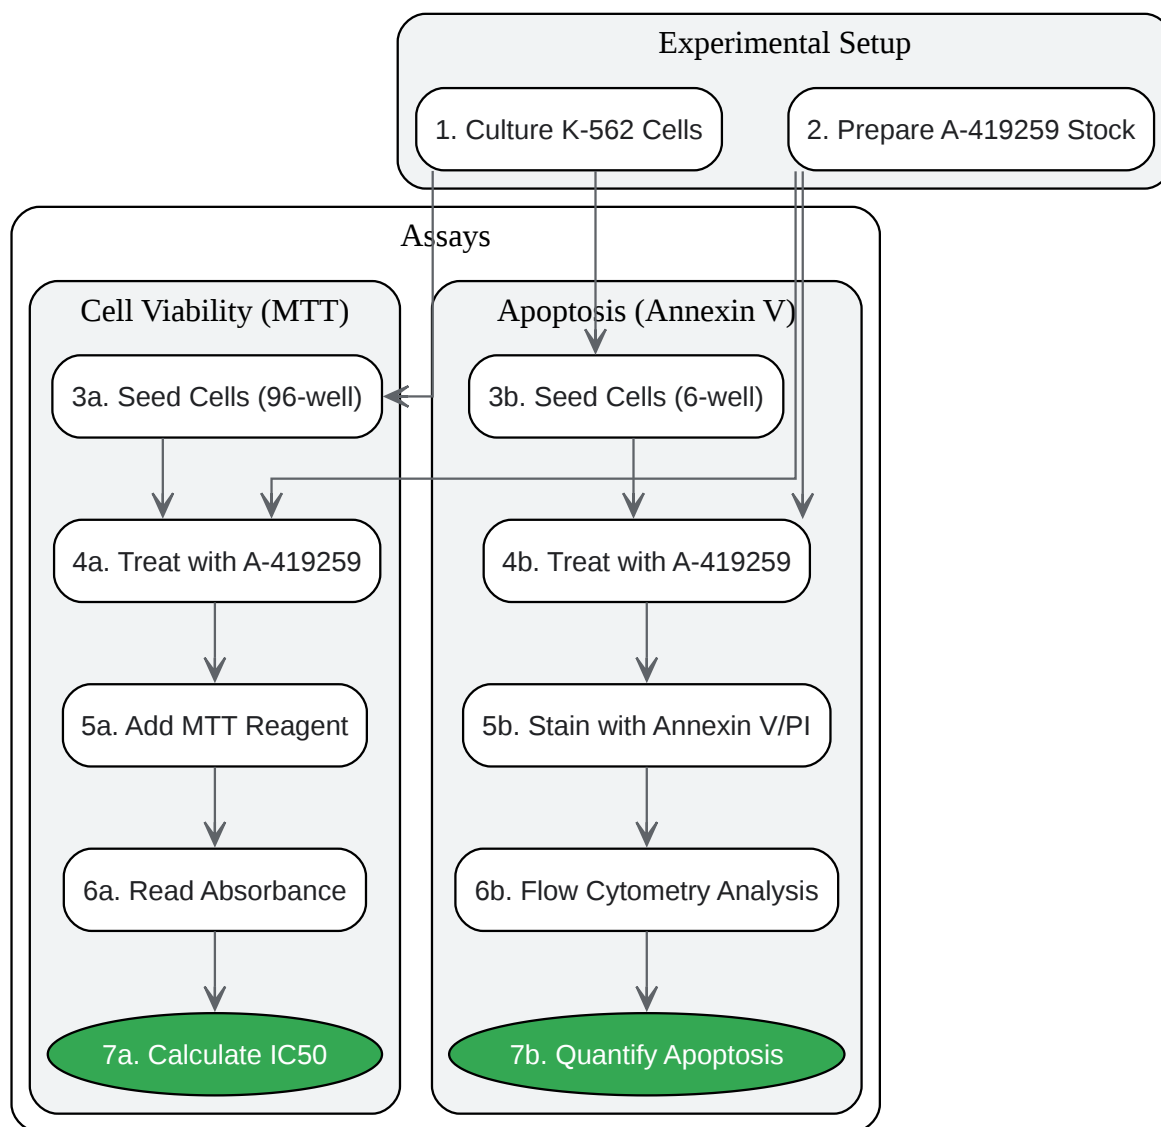 Experimental Setup
1. Culture K-562 Cells
2. Prepare A-419259 Stock
Assays
Cell Viability (MTT)
3a. Seed Cells (96-well)
4a. Treat with A-419259
5a. Add MTT Reagent
6a. Read Absorbance
7a. Calculate IC50
Apoptosis (Annexin V)
3b. Seed Cells (6-well)
4b. Treat with A-419259
5b. Stain with Annexin V/PI
6b. Flow Cytometry Analysis
7b. Quantify Apoptosis